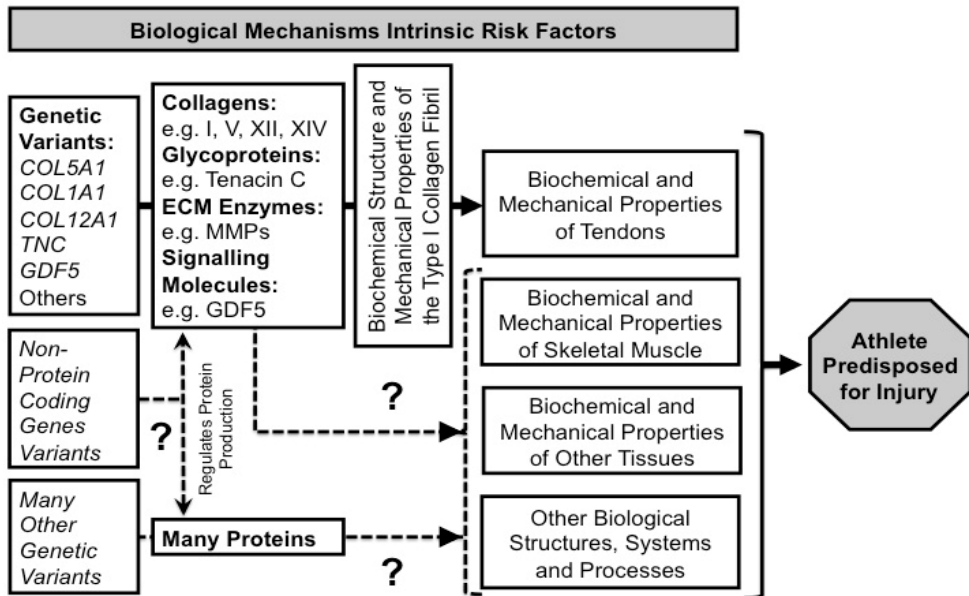 Biological Mechanisms Intrinsic Risk Factors
Genetic
Variants:
COL5A1
COL1A1
COL12A1
TNC
GDF5
Others
Collagens:
e.g. I, V, XII, XIV
Glycoproteins:
e.g. Tenacin C
ECM Enzymes:
e.g. MMPs
Signalling
Molecules:
e.g. GDF5
Biochemical Structure and
Mechanical Properties of
the Type I Collagen Fibril
Biochemical and
Mechanical Properties
of Tendons
Biochemical and
Mechanical Properties
of Skeletal Muscle
Biochemical and
Mechanical Properties
of Other Tissues
Other Biological
Structures, Systems
and Processes
Athlete
Predisposed
for Injury
Non-
Protein
Coding
Genes
Variants
?
Regulates Protein
Production
?
Many
Other
Genetic
Variants
Many Proteins
?